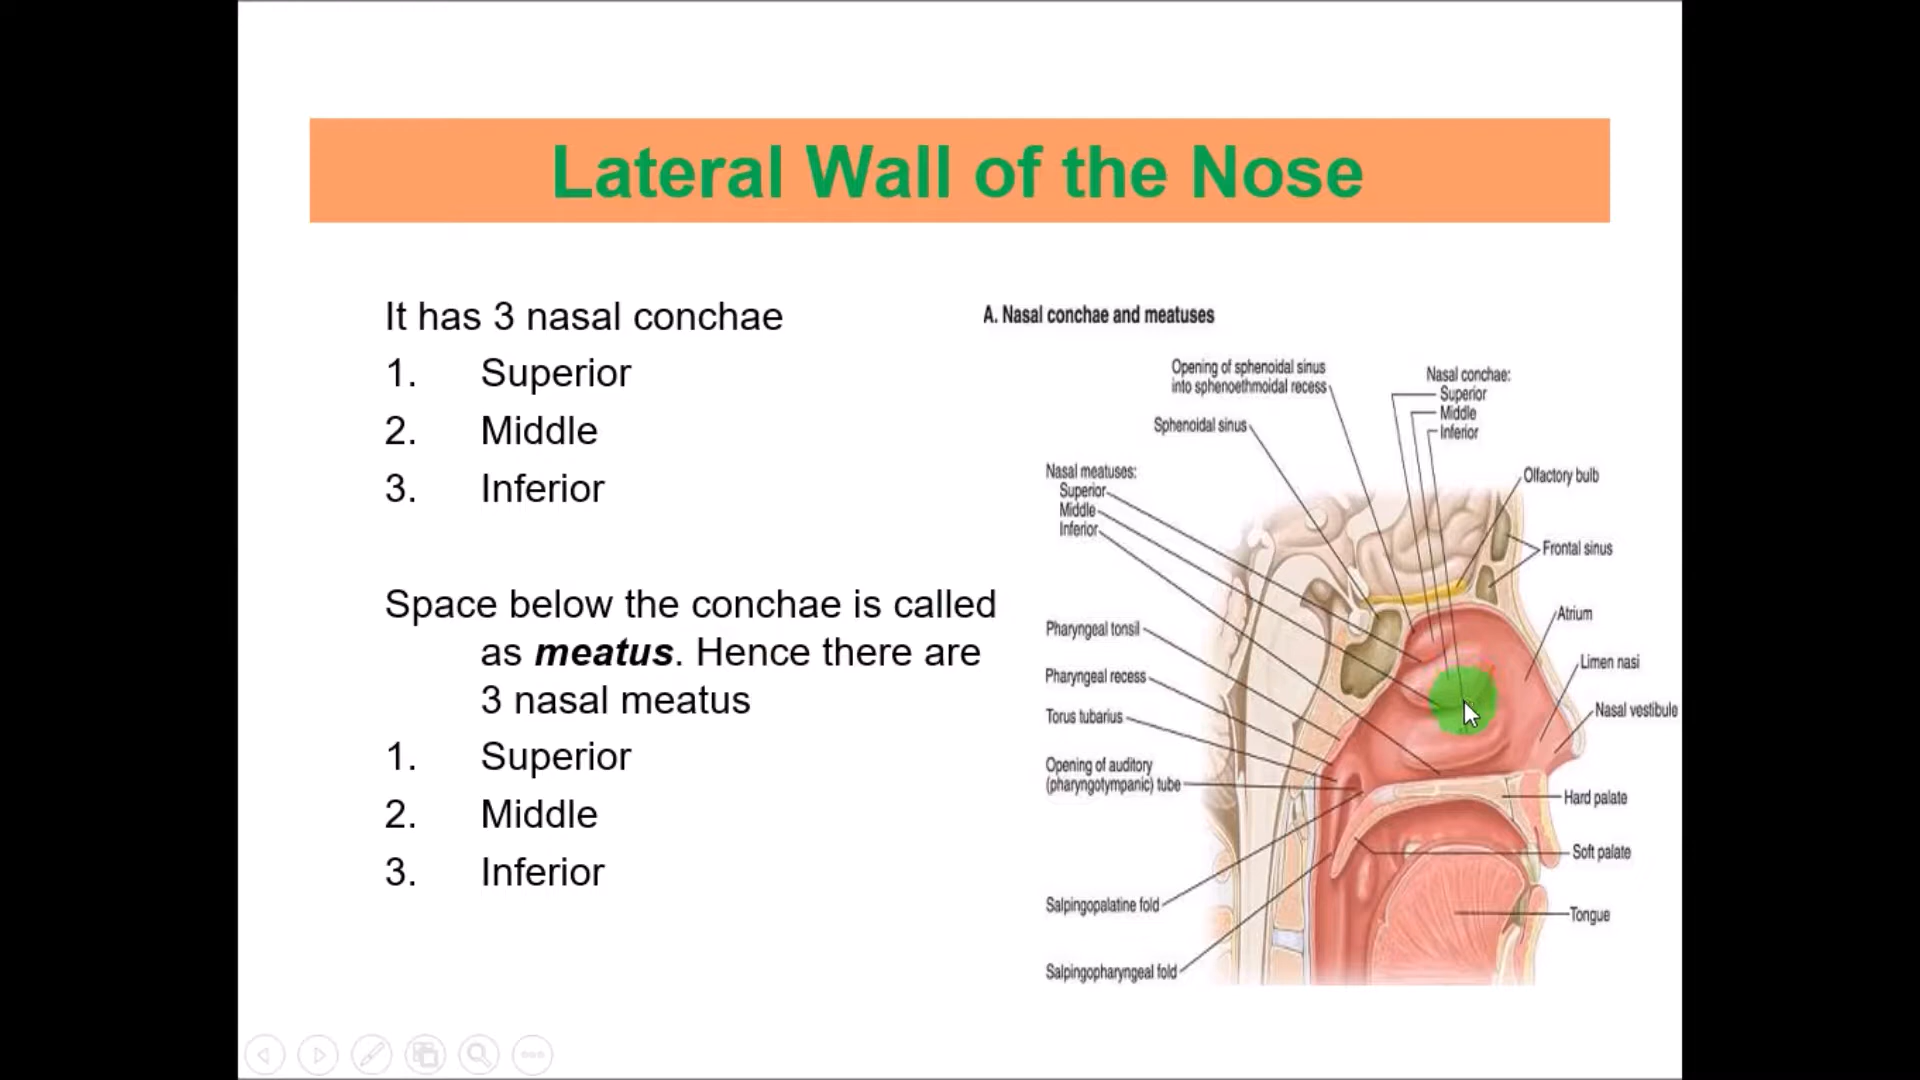 Lateral Wall of the Nose
It has 3 nasal conchae
1. Superior
2. Middle
3. Inferior
Space below the conchae is called
as meatus. Hence there are
3 nasal meatus
1. Superior
2. Middle
3. Inferior
A. Nasal conchae and meatuses
Opening of sphenoidal sinus
into sphenoethmoidal recess
Sphenoidal sinus
Nasal meatuses:
Superior
Middle
Inferior
Pharyngeal tonsil
Pharyngeal recess
Torus tubarius
Opening of auditory
(pharyngotympanic) tube
Salpingopalatine fold
Salpingopharyngeal fold
Nasal conchae:
Superior
Middle
Inferior
Olfactory bulb
Frontal sinus
Atrium
Limen nasi
Nasal vestibule
Hard palate
Soft palate
Tongue